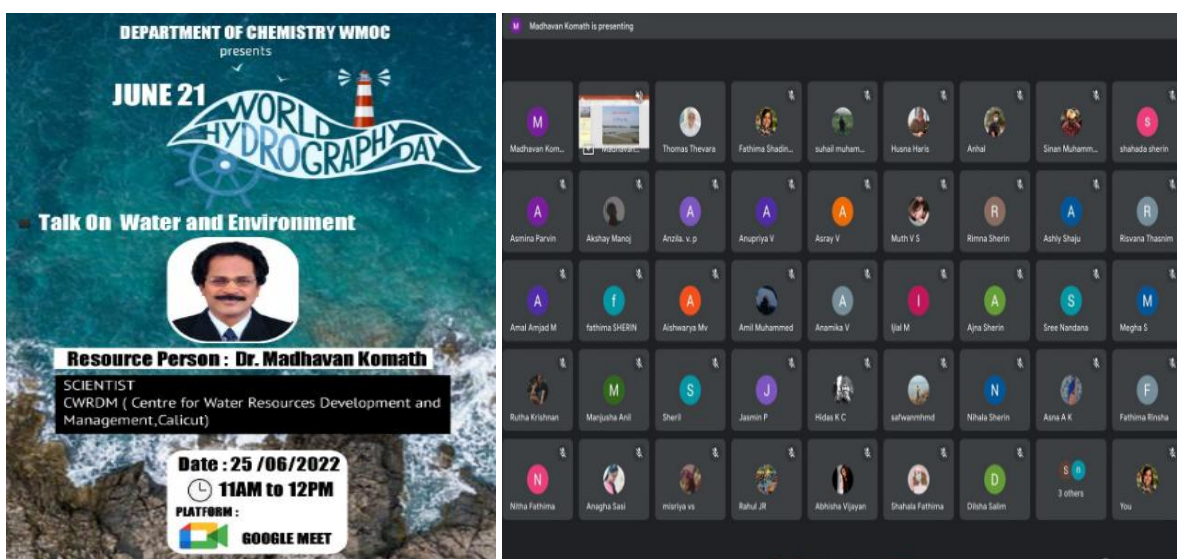 DEPARTMENT OF CHEMISTRY WMOC
presents
JUNE 21
WORLD
HYDROGRAPHY DAY
Talk On Water and Environment
Resource Person : Dr. Madhavan Komath
SCIENTIST
CWRDM ( Centre for Water Resources Development and
Management,Calicut)
Date : 25 /06/2022
11AM to 12PM
PLATFORM :
GOOGLE MEET
M Madhavan Komath is presenting
M S
Madhavan Kom... Madhavan... Thomas Thevara Fathima Shadin... suhail muham... Husna Haris Amhal Sinan Muhamm... shahada sherin
A A A A R A R
Asmina Parvin Akshay Manoj Anzila. v. p Anupriya V Asray V Muth V S Rimna Sherin Ashly Shaju Risvana Thasnim
A f A A I A S M
Amal Amjad M fathima SHERIN Aishwarya Mv Amil Muhammed Anamika V Ijlal M Ajna Sherin Sree Nandana Megha S
M S J N F
Rutha Krishnan Manjusha Anil Sheril Jasmin P Hidas K C safwanmhmd Nihala Sherin Asna A K Fathima Rinsha
N D S n
Nitha Fathima Anagha Sasi misriya vs Rahul JR Abhisha Vijayan Shahala Fathima Dilsha Salim 3 others You